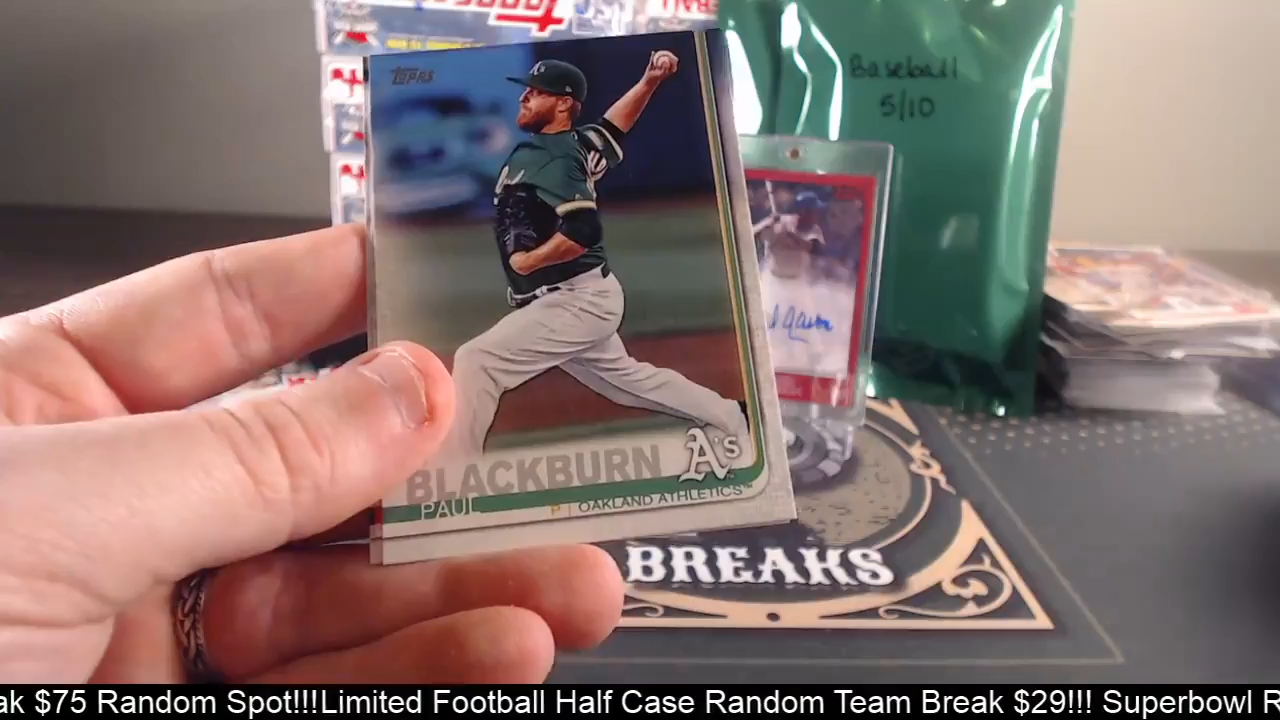 TOPPS
Baseball
5/10
A's
BLACKBURN
PAUL
P | OAKLAND ATHLETICS™
BREAKS
ak $75 Random Spot!!!Limited Football Half Case Random Team Break $29!!! Superbowl R